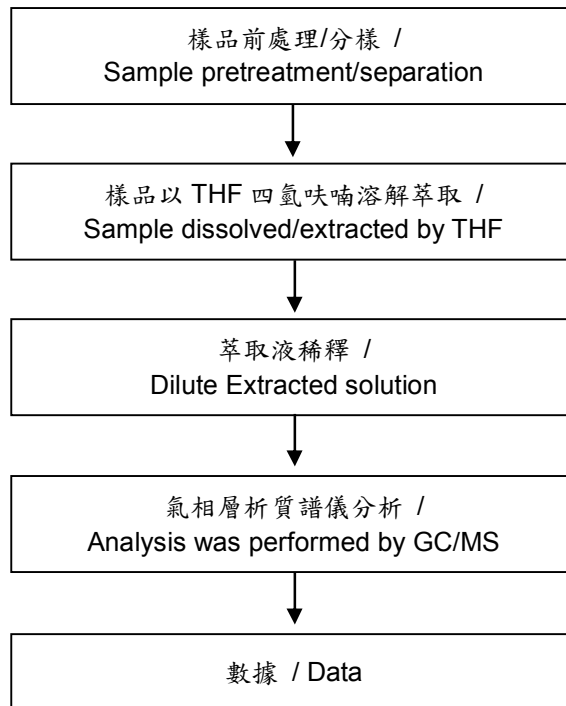 樣品前處理/分樣 /
Sample pretreatment/separation
樣品以 THF 四氫呋喃溶解萃取 /
Sample dissolved/extracted by THF
萃取液稀釋 /
Dilute Extracted solution
氣相層析質譜儀分析 /
Analysis was performed by GC/MS
數據 / Data